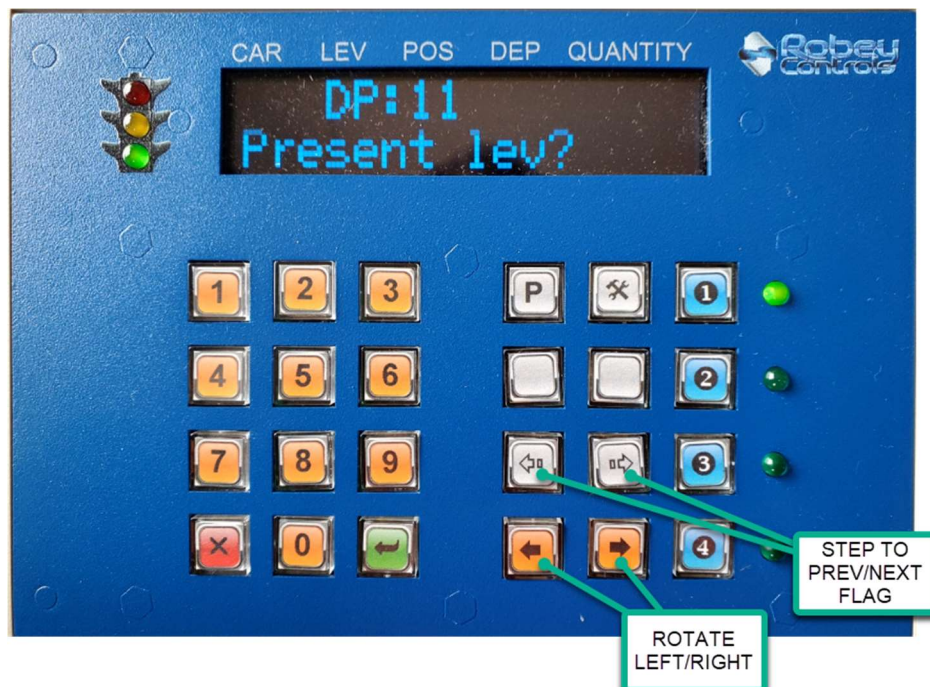 CAR LEV POS DEP QUANTITY
Robey
Controls
DP:11
Present lev?
1 2 3 P 1
4 5 6 2
7 8 9 3
0 4
STEP TO
PREV/NEXT
FLAG
ROTATE
LEFT/RIGHT